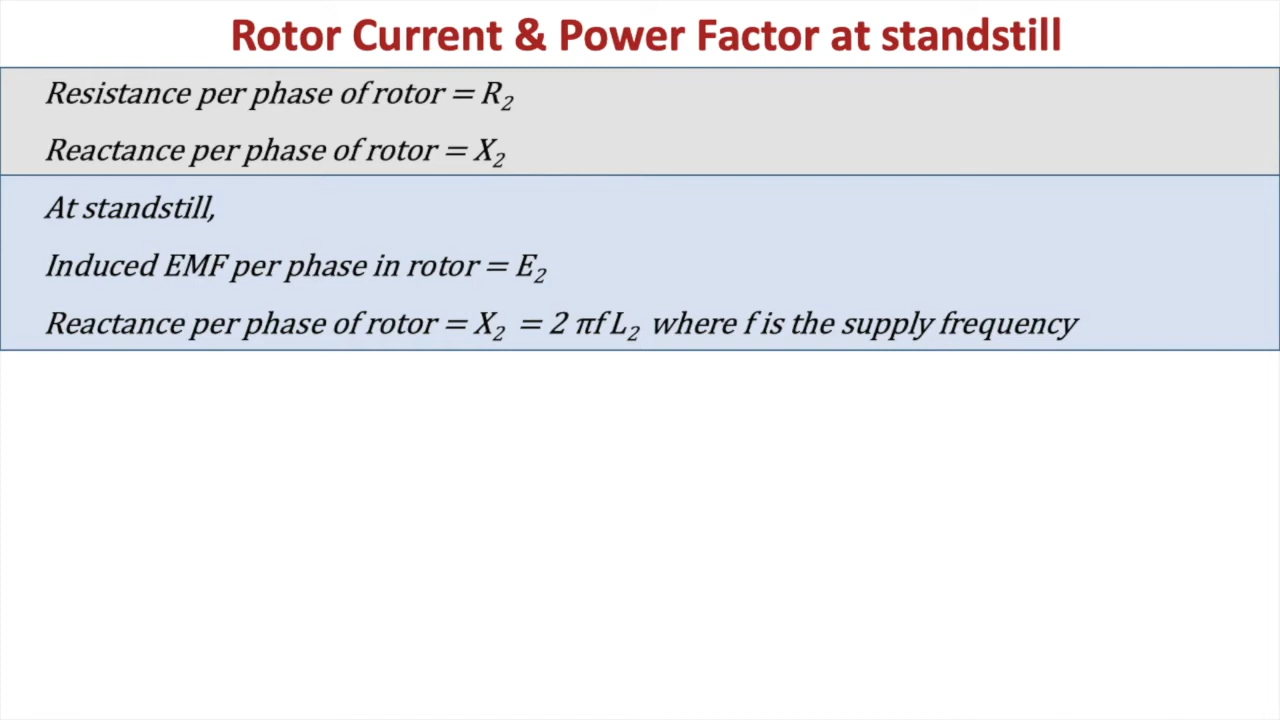 Rotor Current & Power Factor at standstill
Resistance per phase of rotor = R₂
Reactance per phase of rotor = X₂
At standstill,
Induced EMF per phase in rotor = E₂
Reactance per phase of rotor = X₂ = 2 πf L₂ where f is the supply frequency